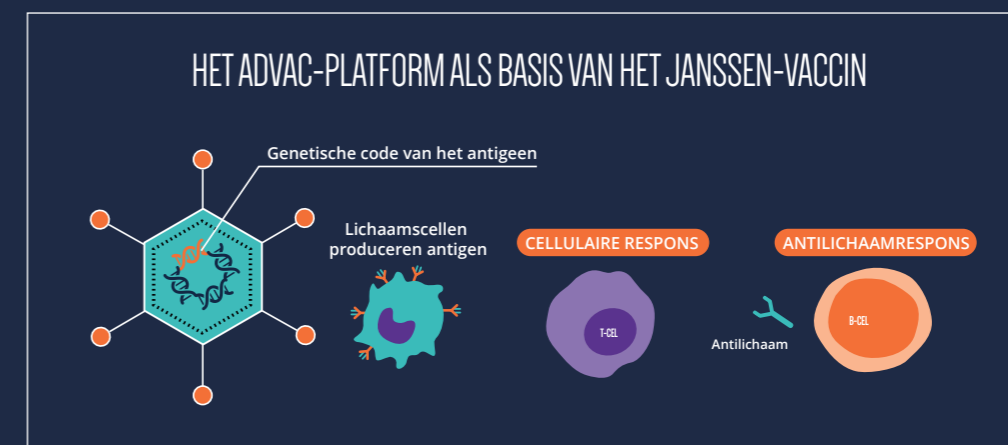 HET ADVAC-PLATFORM ALS BASIS VAN HET JANSSEN-VACCIN
Genetische code van het antigeen
Lichaamscellen
produceren antigen
CELLULAIRE RESPONS
ANTILICHAAMRESPONS
T-CEL
B-CEL
Antilichaam